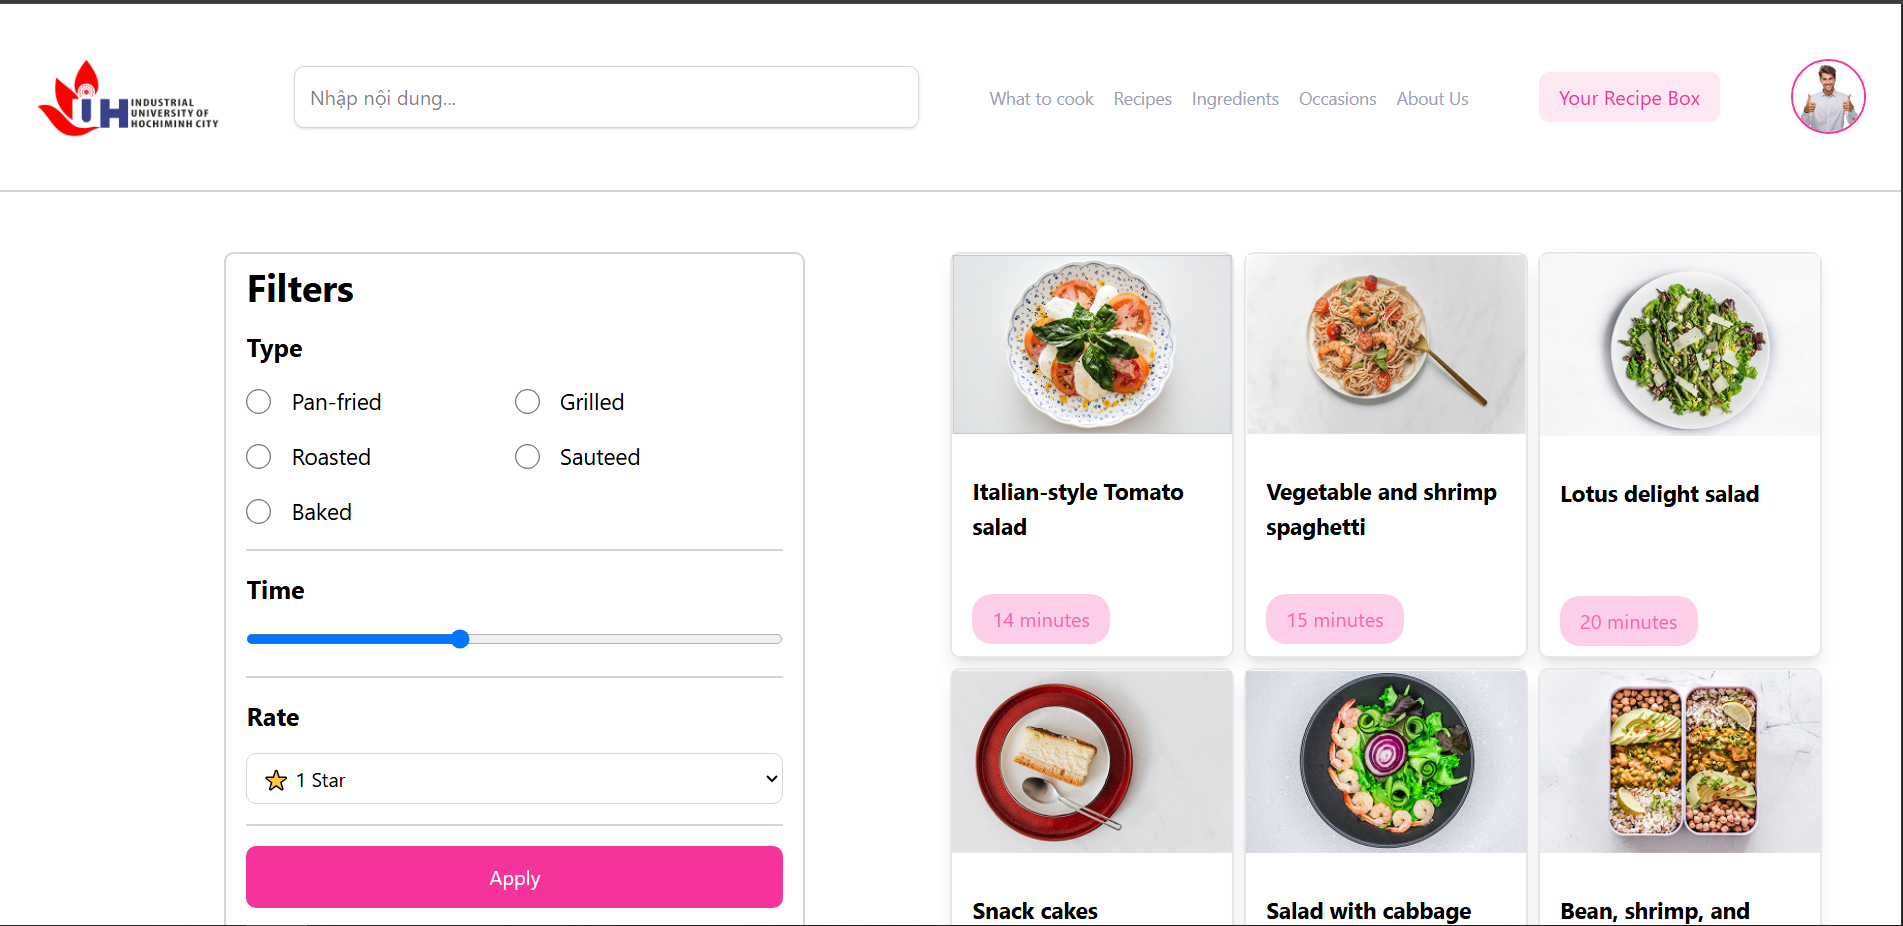 iUH
INDUSTRIAL
UNIVERSITY OF
HOCHIMINH CITY
Nhập nội dung...
What to cook
Recipes
Ingredients
Occasions
About Us
Your Recipe Box
Filters
Type
Pan-fried
Grilled
Roasted
Sauteed
Baked
Time
Rate
⭐ 1 Star
Apply
Italian-style Tomato
salad
14 minutes
Vegetable and shrimp
spaghetti
15 minutes
Lotus delight salad
20 minutes
Snack cakes
Salad with cabbage
Bean, shrimp, and